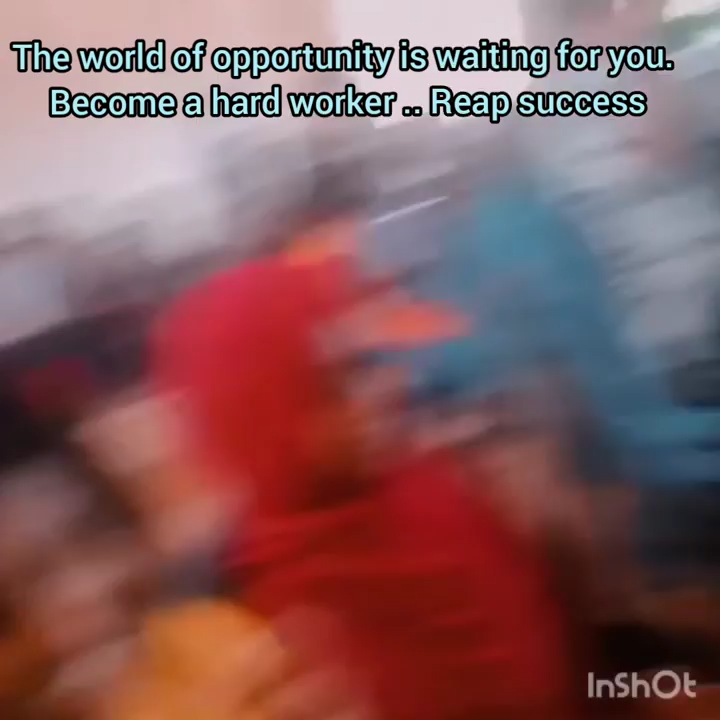 The world of opportunity is waiting for you.
Become a hard worker .. Reap success
InShOt